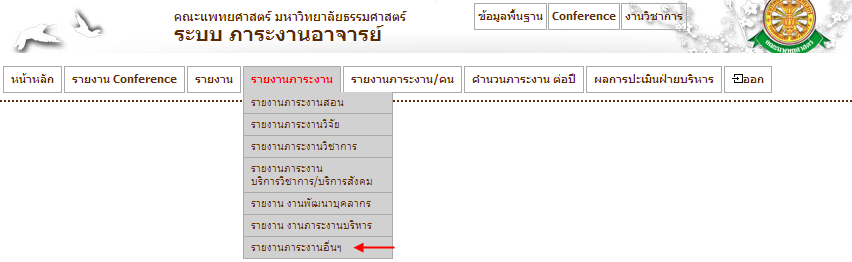 คณะแพทยศาสตร์ มหาวิทยาลัยธรรมศาสตร์
ระบบ ภาระงานอาจารย์
ข้อมูลพื้นฐาน Conference งานวิชาการ
คณะแพทยศาสตร์
หน้าหลัก รายงาน Conference รายงาน รายงานภาระงาน รายงานภาระงาน/คน คำนวนภาระงาน ต่อปี ผลการประเมินฝ่ายบริหาร ออก
รายงานภาระงานสอน
รายงานภาระงานวิจัย
รายงานภาระงานวิชาการ
รายงานภาระงาน
บริการวิชาการ/บริการสังคม
รายงาน งานพัฒนาบุคลากร
รายงาน งานภาระงานบริหาร
รายงานภาระงานอื่นๆ